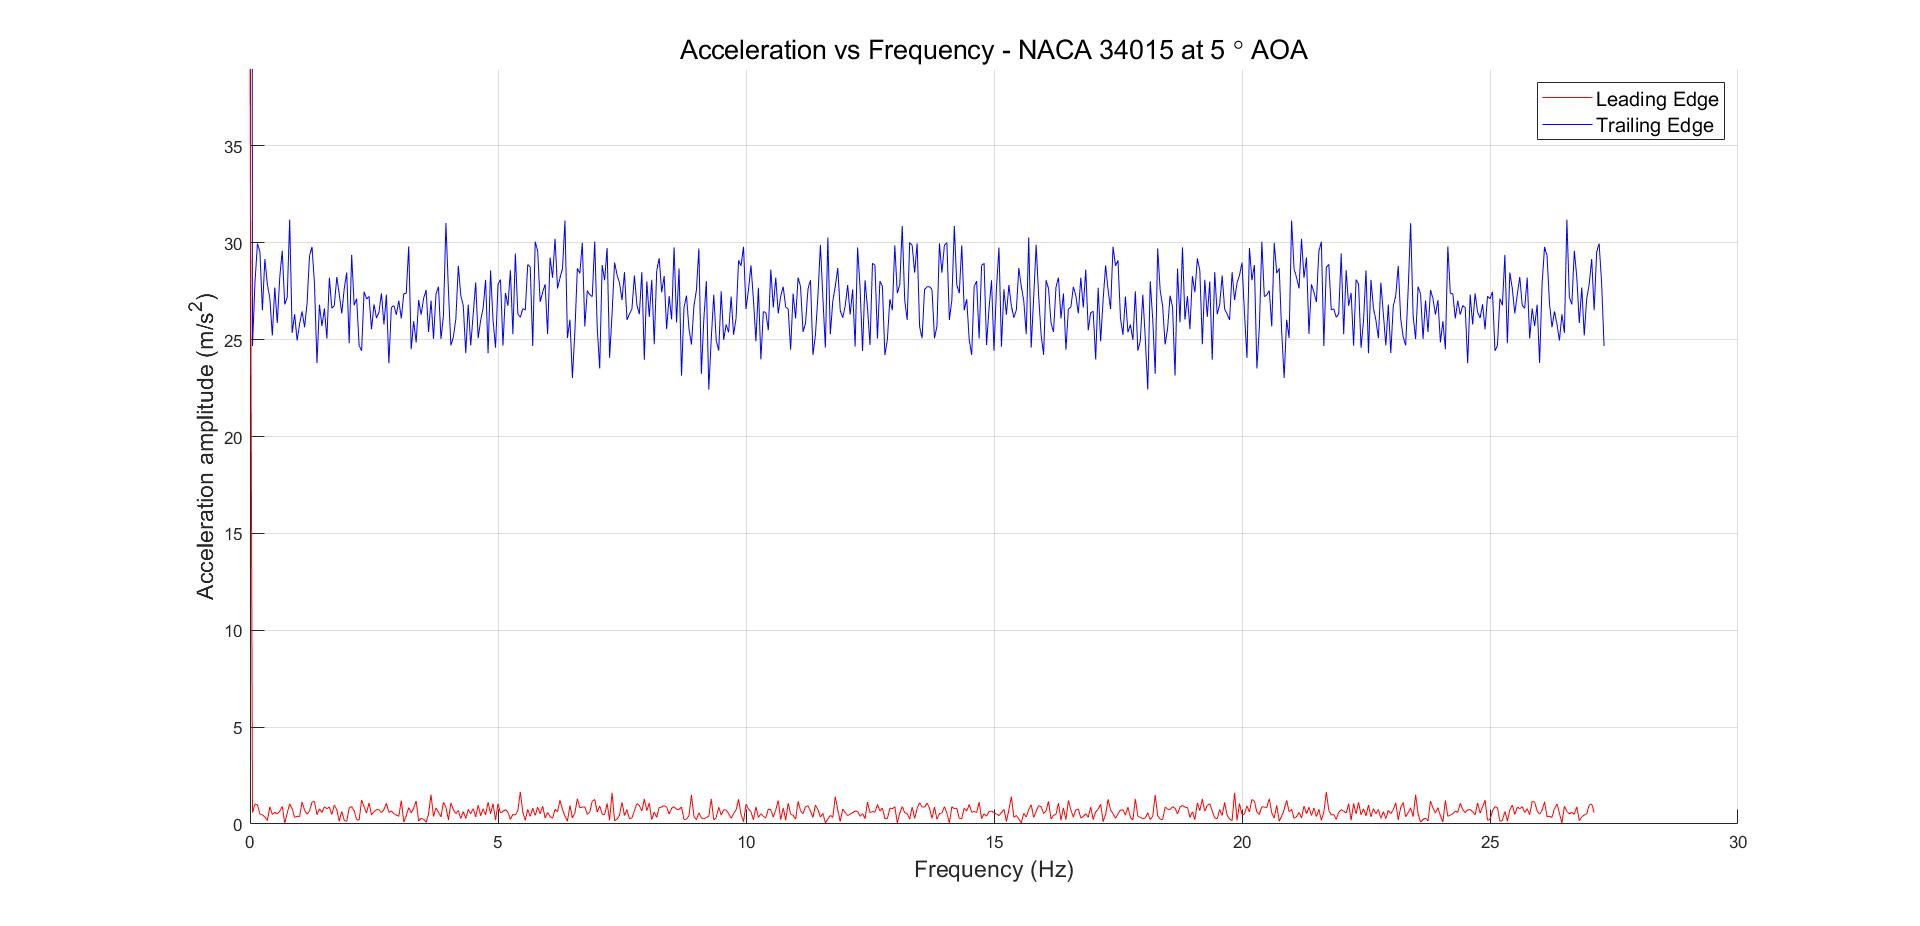 Acceleration vs Frequency - NACA 34015 at 5 ° AOA
Leading Edge
Trailing Edge
Acceleration amplitude (m/s²)
35
30
25
20
15
10
5
0
0 5 10 15 20 25 30
Frequency (Hz)